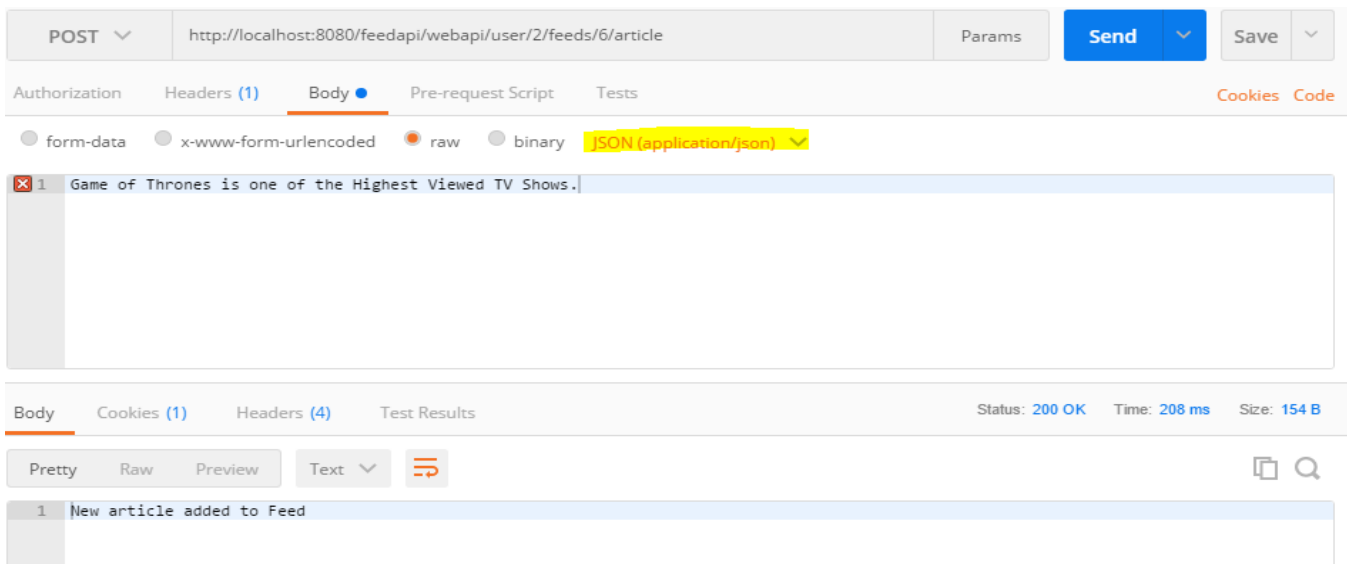 POST http://localhost:8080/feedapi/webapi/user/2/feeds/6/article Params Send Save
Authorization Headers (1) Body Pre-request Script Tests Cookies Code
form-data x-www-form-urlencoded raw binary JSON (application/json)
1 Game of Thrones is one of the Highest Viewed TV Shows.
Body Cookies (1) Headers (4) Test Results Status: 200 OK Time: 208 ms Size: 154 B
Pretty Raw Preview Text
1 New article added to Feed